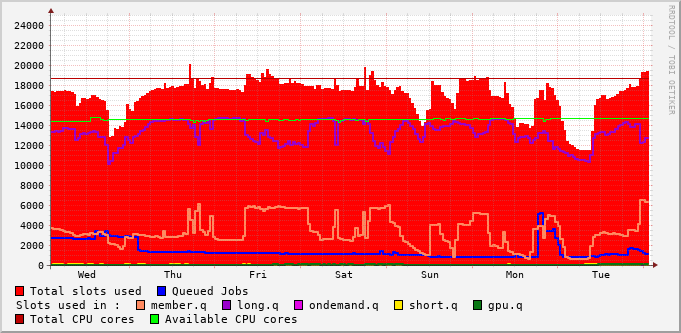 RRDTOOL / TOBI OETIKER
24000
22000
20000
18000
16000
14000
12000
10000
8000
6000
4000
2000
0
Wed Thu Fri Sat Sun Mon Tue
Total slots used Queued Jobs
Slots used in : member.q long.q ondemand.q short.q gpu.q
Total CPU cores Available CPU cores